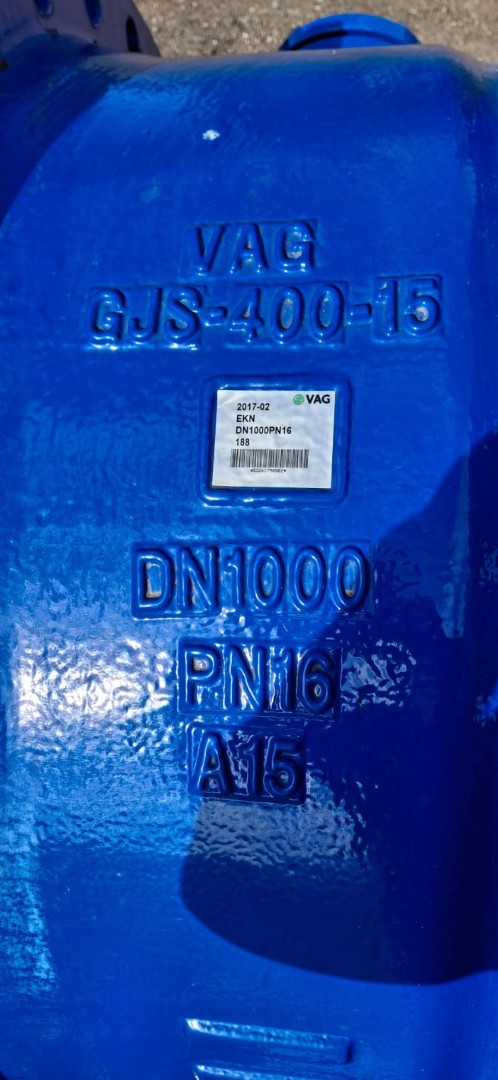 VAG
GJS-400-15
VAG
2017-02
EKN
DN1000PN16
188
DN1000
PN16
A15